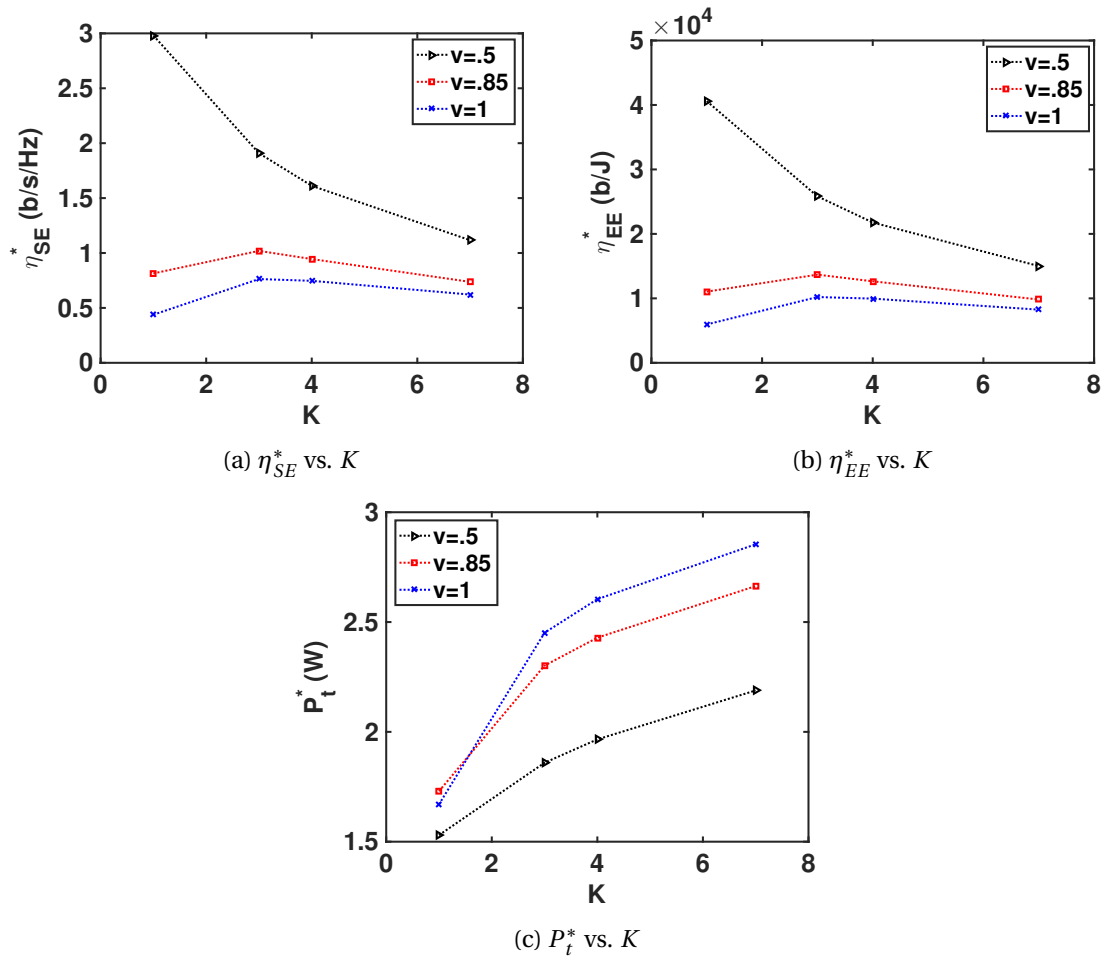 3
2.5
2
1.5
1
0.5
0
η*SE (b/s/Hz)
v=.5
v=.85
v=1
0 2 4 6 8
K
(a) η*SE vs. K
× 10^4
5
4
3
2
1
0
η*EE (b/J)
v=.5
v=.85
v=1
0 2 4 6 8
K
(b) η*EE vs. K
3
2.5
2
1.5
P*t (W)
v=.5
v=.85
v=1
0 2 4 6 8
K
(c) P*t vs. K